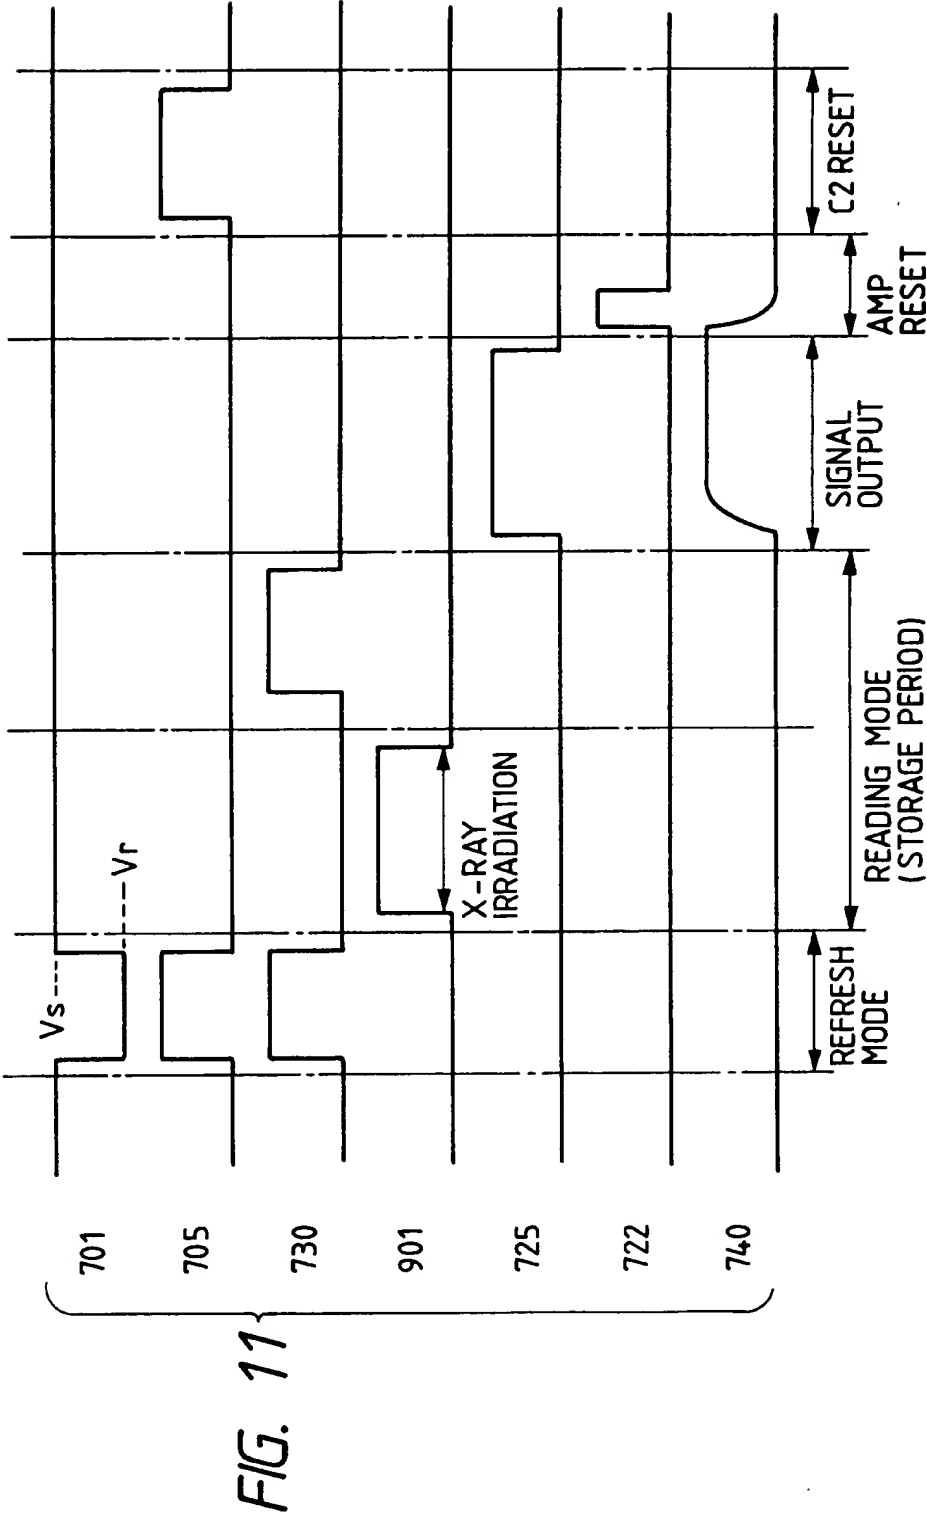 FIG. 11
701
Vs
Vr
705
730
901
X-RAY
IRRADIATION
725
722
740
REFRESH
MODE
READING MODE
(STORAGE PERIOD)
SIGNAL
OUTPUT
AMP
RESET
C2 RESET